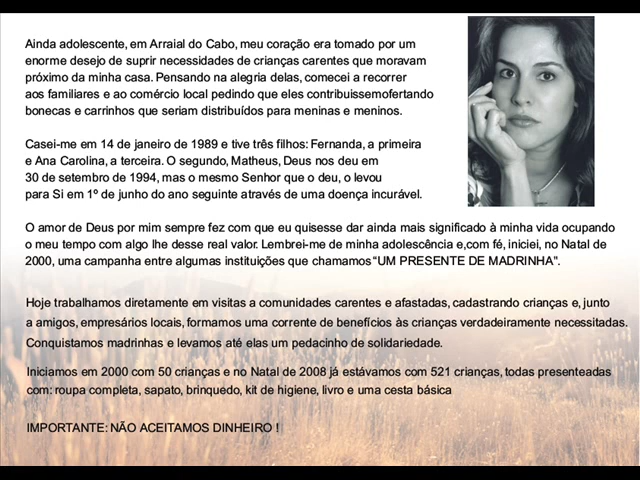 Ainda adolescente, em Arraial do Cabo, meu coração era tomado por um
enorme desejo de suprir necessidades de crianças carentes que moravam
próximo da minha casa. Pensando na alegria delas, comecei a recorrer
aos familiares e ao comércio local pedindo que eles contribuissemofertando
bonecas e carrinhos que seriam distribuídos para meninas e meninos.
Casei-me em 14 de janeiro de 1989 e tive três filhos: Fernanda, a primeira
e Ana Carolina, a terceira. O segundo, Matheus, Deus nos deu em
30 de setembro de 1994, mas o mesmo Senhor que o deu, o levou
para Si em 1º de junho do ano seguinte através de uma doença incurável.
O amor de Deus por mim sempre fez com que eu quisesse dar ainda mais significado à minha vida ocupando
o meu tempo com algo lhe desse real valor. Lembrei-me de minha adolescência e,com fé, iniciei, no Natal de
2000, uma campanha entre algumas instituições que chamamos “UM PRESENTE DE MADRINHA”.
Hoje trabalhamos diretamente em visitas a comunidades carentes e afastadas, cadastrando crianças e, junto
a amigos, empresários locais, formamos uma corrente de benefícios às crianças verdadeiramente necessitadas.
Conquistamos madrinhas e levamos até elas um pedacinho de solidariedade.
Iniciamos em 2000 com 50 crianças e no Natal de 2008 já estávamos com 521 crianças, todas presenteadas
com: roupa completa, sapato, brinquedo, kit de higiene, livro e uma cesta básica
IMPORTANTE: NÃO ACEITAMOS DINHEIRO !